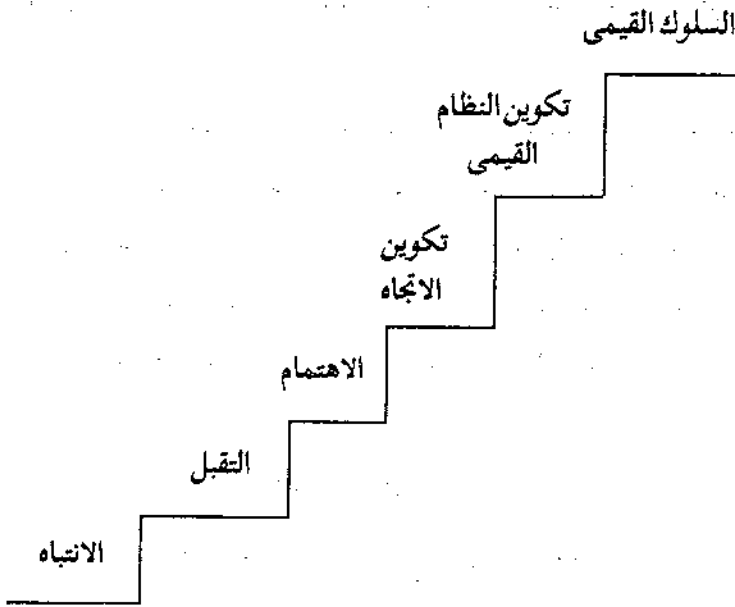 السلوك القيمى
تكوين النظام
القيمى
تكوين
الاتجاه
الاهتمام
التقبل
الانتباه